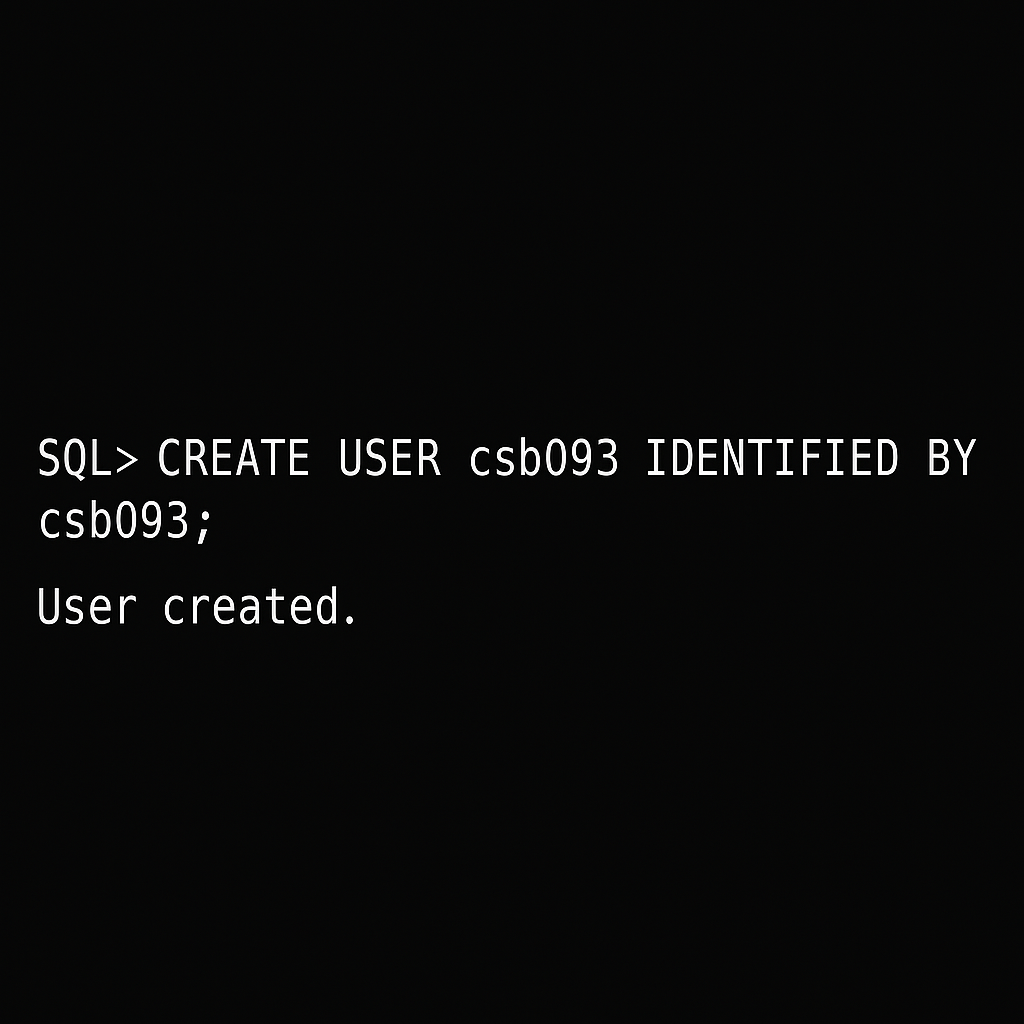 SQL> CREATE USER csb093 IDENTIFIED BY
csb093;
User created.